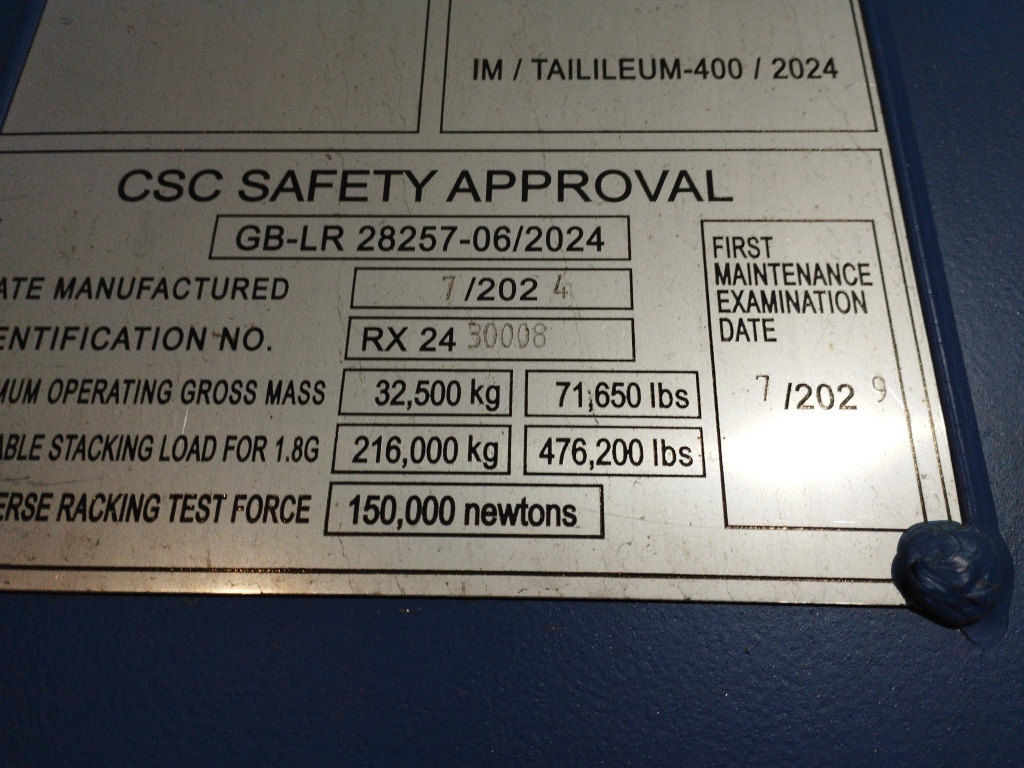 IM / TAILILEUM-400 / 2024
CSC SAFETY APPROVAL
GB-LR 28257-06/2024
ATE MANUFACTURED 7/2024
ENTIFICATION NO. RX 24 30008
MUM OPERATING GROSS MASS 32,500 kg 71,650 lbs
ABLE STACKING LOAD FOR 1.8G 216,000 kg 476,200 lbs
ERSE RACKING TEST FORCE 150,000 newtons
FIRST
MAINTENANCE
EXAMINATION
DATE
7/2029